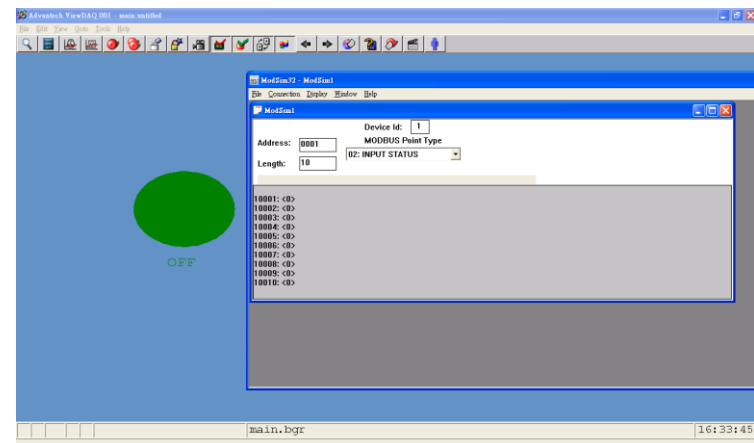 Advantech ViewDAQ 001 - main:untitled
File Edit View Goto Tools Help
ModSim32 - ModSim1
File Connection Display Window Help
ModSim1
Device Id: 1
Address: 0001
MODBUS Point Type
02: INPUT STATUS
Length: 10
10001: <0>
10002: <0>
10003: <0>
10004: <0>
10005: <0>
10006: <0>
10007: <0>
10008: <0>
10009: <0>
10010: <0>
OFF
main.bgr
16:33:45